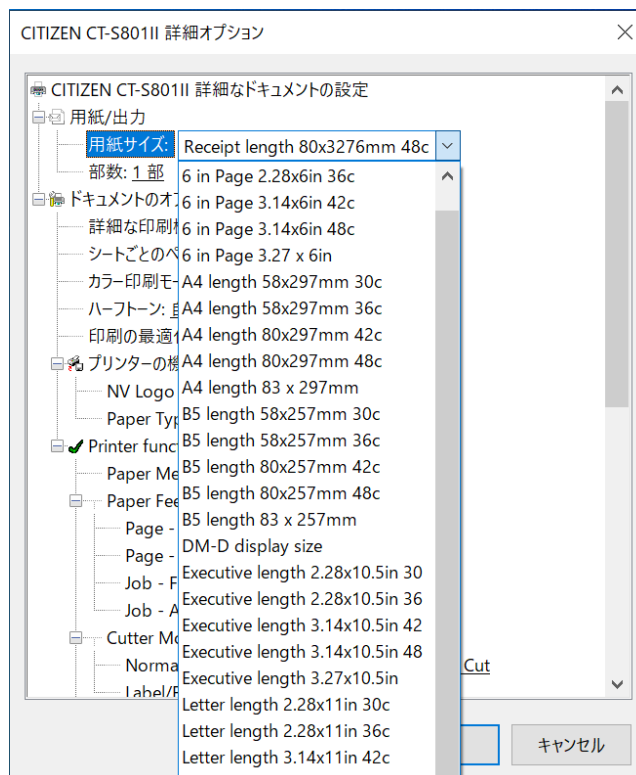 CITIZEN CT-S801II 詳細オプション
CITIZEN CT-S801II 詳細なドキュメントの設定
用紙/出力
用紙サイズ: Receipt length 80x3276mm 48c
部数: 1 部
ドキュメントのオ
詳細な印刷
シートごとのペ
カラー印刷モー
ハーフトーン:
印刷の最適
プリンターの機
NV Logo
Paper Typ
Printer func
Paper Me
Paper Fee
Page -
Page -
Job - F
Job - A
Cutter Mo
Norma
Cut
Label/
6 in Page 2.28x6in 36c
6 in Page 3.14x6in 42c
6 in Page 3.14x6in 48c
6 in Page 3.27 x 6in
A4 length 58x297mm 30c
A4 length 58x297mm 36c
A4 length 80x297mm 42c
A4 length 80x297mm 48c
A4 length 83 x 297mm
B5 length 58x257mm 30c
B5 length 58x257mm 36c
B5 length 80x257mm 42c
B5 length 80x257mm 48c
B5 length 83 x 257mm
DM-D display size
Executive length 2.28x10.5in 30
Executive length 2.28x10.5in 36
Executive length 3.14x10.5in 42
Executive length 3.14x10.5in 48
Executive length 3.27x10.5in
Letter length 2.28x11in 30c
Letter length 2.28x11in 36c
Letter length 3.14x11in 42c
キャンセル